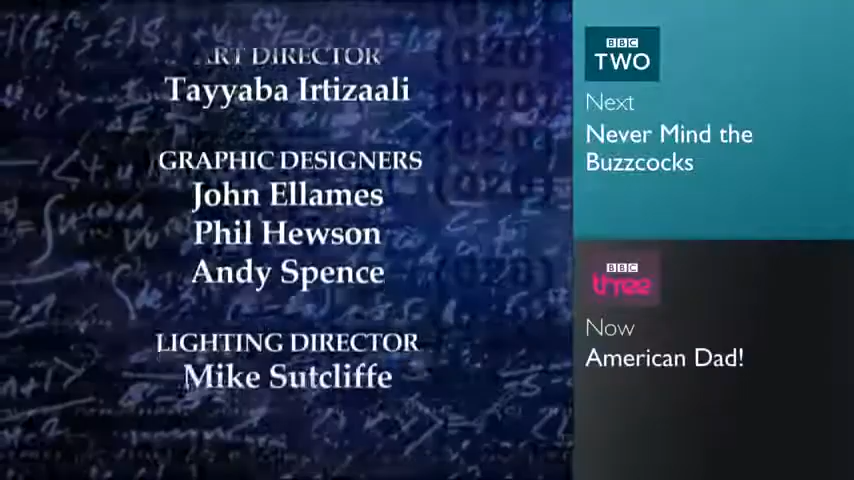 ART DIRECTOR
Tayyaba Irtizaali
GRAPHIC DESIGNERS
John Ellames
Phil Hewson
Andy Spence
LIGHTING DIRECTOR
Mike Sutcliffe
BBC
TWO
Next
Never Mind the
Buzzcocks
BBC
three
Now
American Dad!